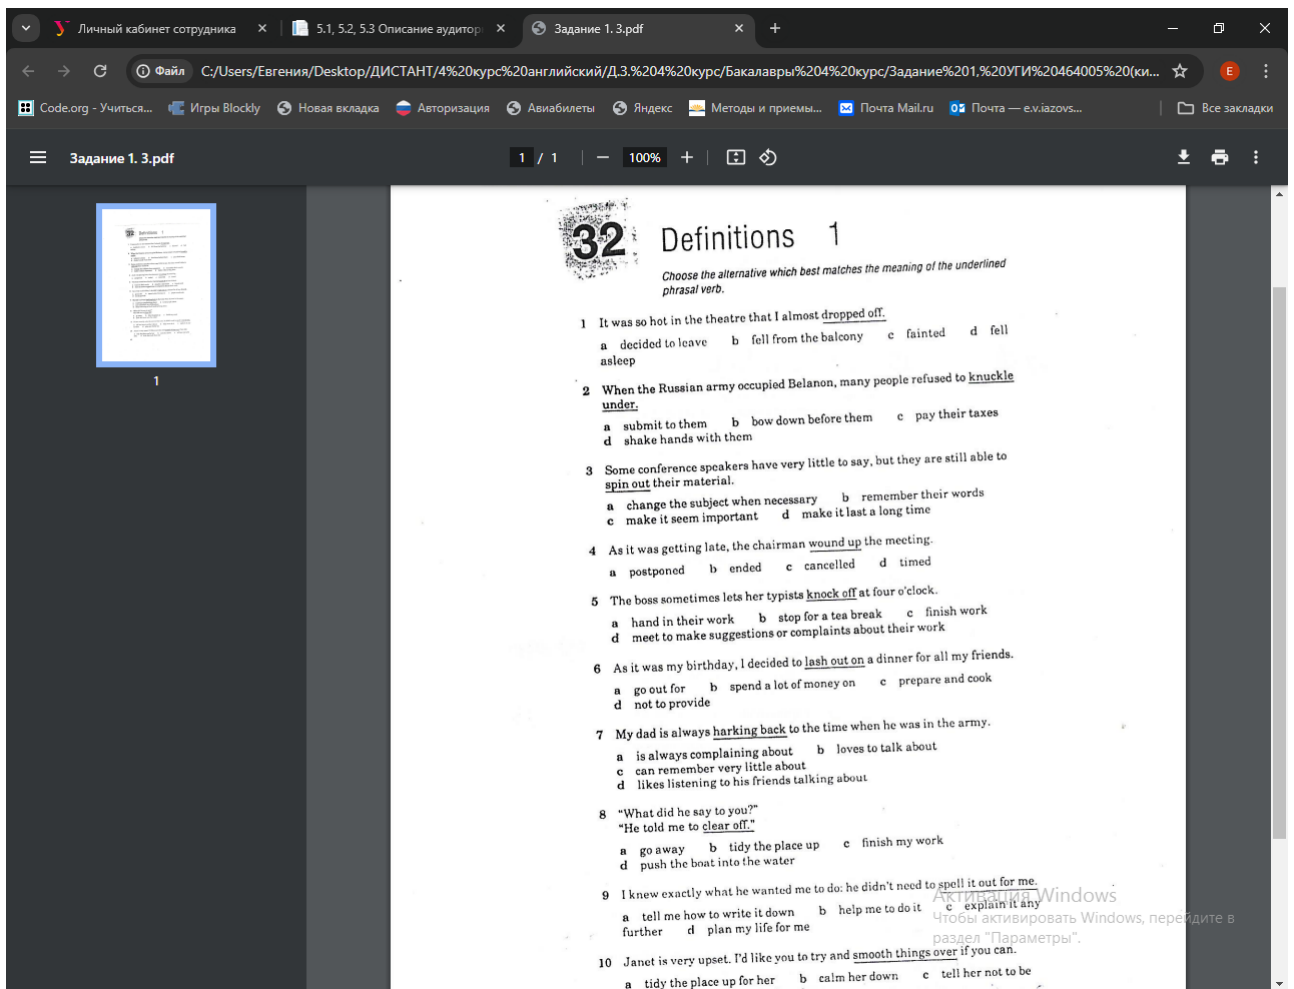 Личный кабинет сотрудника
5.1, 5.2, 5.3 Описание аудитор
Задание 1. 3.pdf
Файл
C:/Users/Евгения/Desktop/ДИСТАНТ/4%20курс%20английский/Д.З.%204%20курс/Бакалавры%204%20курс/Задание%201,%20УГИ%20464005%20(ки...
E
Code.org - Учиться...
Игры Blockly
Новая вкладка
Авторизация
Авиабилеты
Яндекс
Методы и приемы...
Почта Mail.ru
Почта — e.v.iazovs...
Все закладки
Задание 1. 3.pdf
1 / 1
100%
1
32 Definitions 1
Choose the alternative which best matches the meaning of the underlined
phrasal verb.
1 It was so hot in the theatre that I almost dropped off.
a decided to leave b fell from the balcony c fainted d fell
asleep
2 When the Russian army occupied Belanon, many people refused to knuckle
under.
a submit to them b bow down before them c pay their taxes
d shake hands with them
3 Some conference speakers have very little to say, but they are still able to
spin out their material.
a change the subject when necessary b remember their words
c make it seem important d make it last a long time
4 As it was getting late, the chairman wound up the meeting.
a postponed b ended c cancelled d timed
5 The boss sometimes lets her typists knock off at four o'clock.
a hand in their work b stop for a tea break c finish work
d meet to make suggestions or complaints about their work
6 As it was my birthday, I decided to lash out on a dinner for all my friends.
a go out for b spend a lot of money on c prepare and cook
d not to provide
7 My dad is always harking back to the time when he was in the army.
a is always complaining about b loves to talk about
c can remember very little about
d likes listening to his friends talking about
8 "What did he say to you?"
"He told me to clear off."
a go away b tidy the place up c finish my work
d push the boat into the water
9 I knew exactly what he wanted me to do: he didn't need to spell it out for me.
a tell me how to write it down b help me to do it c explain it any
further d plan my life for me
10 Janet is very upset. I'd like you to try and smooth things over if you can.
a tidy the place up for her b calm her down c tell her not to be
Активация Windows
Чтобы активировать Windows, перейдите в
раздел "Параметры".